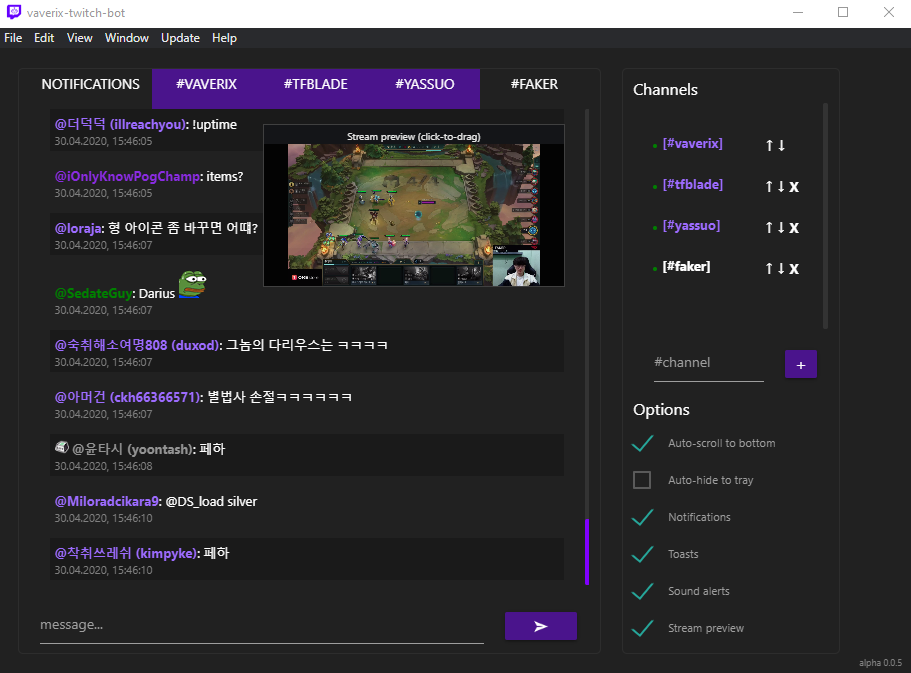 vaverix-twitch-bot
File Edit View Window Update Help
NOTIFICATIONS #VAVERIX #TFBLADE #YASSUO #FAKER
@더덕덕 (illreachyou): !uptime
30.04.2020, 15:46:05
Stream preview (click-to-drag)
@iOnlyKnowPogChamp: items?
30.04.2020, 15:46:05
@loraja: 형 아이콘 좀 바꾸면 어때?
30.04.2020, 15:46:07
@SedateGuy: Darius
30.04.2020, 15:46:07
@숙취해소여명808 (duxod): 그놈의 다리우스는 ㅋㅋㅋㅋ
30.04.2020, 15:46:07
@아머건 (ckh66366571): 별법사 손절ㅋㅋㅋㅋㅋㅋ
30.04.2020, 15:46:07
@윤타시 (yoontash): 페하
30.04.2020, 15:46:08
@Miloradcikara9: @DS_load silver
30.04.2020, 15:46:10
@착취쓰레쉬 (kimpyke): 페하
30.04.2020, 15:46:10
message...
Channels
[#vaverix] ↑↓
[#tfblade] ↑↓X
[#yassuo] ↑↓X
[#faker] ↑↓X
#channel +
Options
Auto-scroll to bottom
Auto-hide to tray
Notifications
Toasts
Sound alerts
Stream preview
alpha 0.0.5